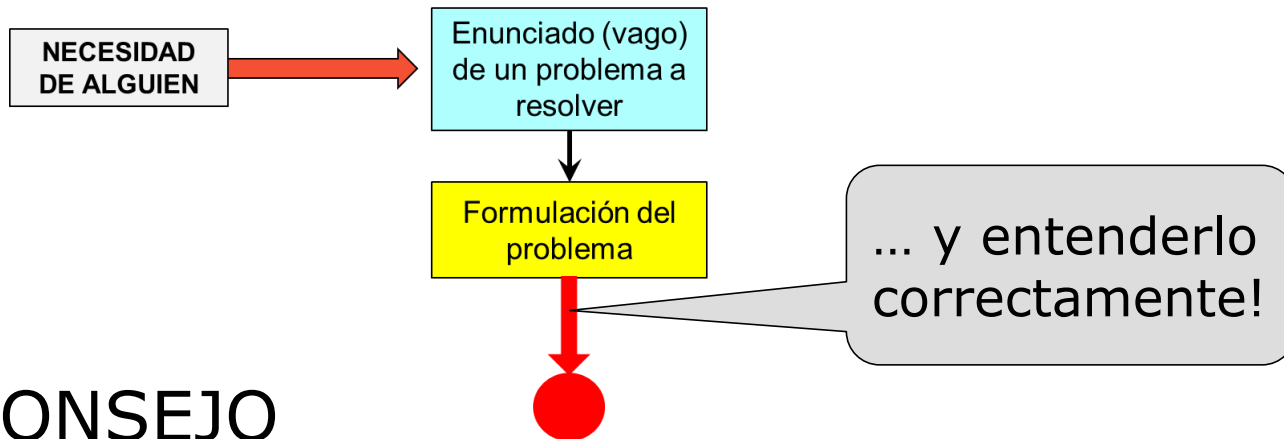 NECESIDAD
DE ALGUIEN
Enunciado (vago)
de un problema a
resolver
Formulación del
problema
... y entenderlo
correctamente!
ONSEJO